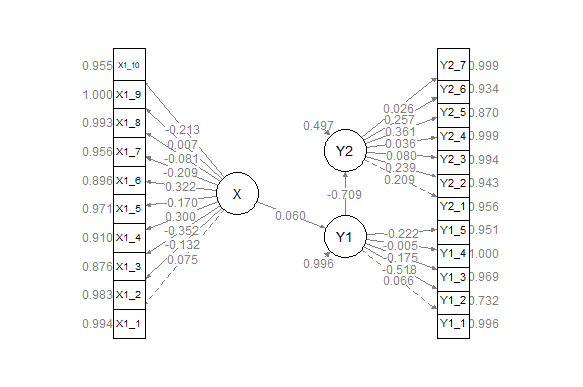 0.955 X1_10
1.000 X1_9
0.993 X1_8
0.956 X1_7
0.896 X1_6
0.971 X1_5
0.910 X1_4
0.876 X1_3
0.983 X1_2
0.994 X1_1
-0.213
0.007
-0.081
-0.209
0.322
0.170
0.300
-0.352
-0.132
0.075
X
0.060
0.497
Y2
-0.709
Y1
0.996
0.026
0.257
0.361
0.036
0.080
0.239
0.209
-0.222
-0.005
-0.175
-0.518
0.066
Y2_7 0.999
Y2_6 0.934
Y2_5 0.870
Y2_4 0.999
Y2_3 0.994
Y2_2 0.943
Y2_1 0.956
Y1_5 0.951
Y1_4 1.000
Y1_3 0.969
Y1_2 0.732
Y1_1 0.996